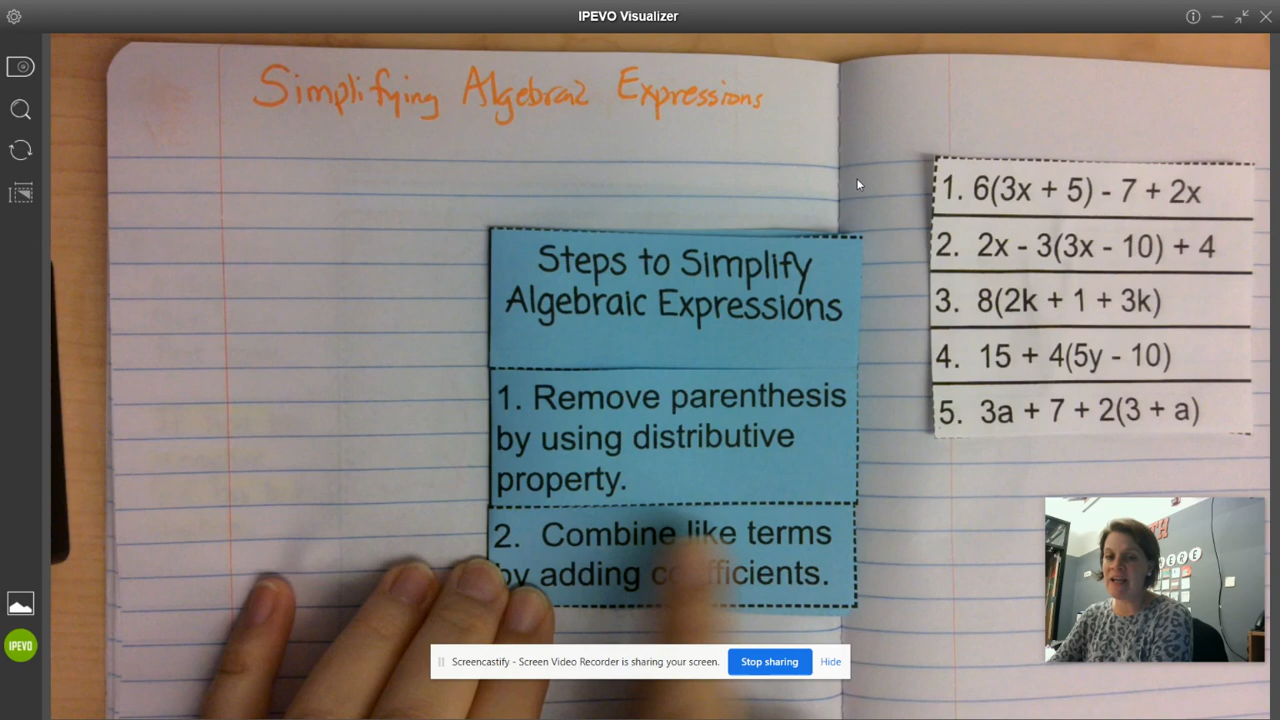 IPEVO Visualizer
Simplifying Algebraic Expressions
Steps to Simplify
Algebraic Expressions
1. Remove parenthesis
by using distributive
property.
2. Combine like terms
by adding coefficients.
1. 6(3x + 5) - 7 + 2x
2. 2x - 3(3x - 10) + 4
3. 8(2k + 1 + 3k)
4. 15 + 4(5y - 10)
5. 3a + 7 + 2(3 + a)
IPEVO
Screencastify - Screen Video Recorder is sharing your screen.
Stop sharing
Hide